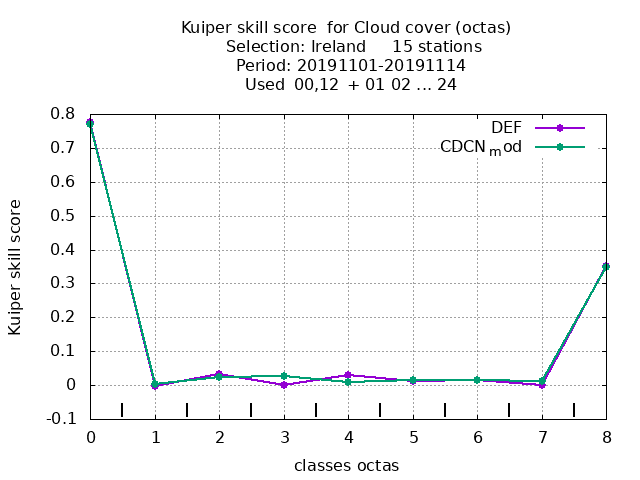 Kuiper skill score  for Cloud cover (octas)
Selection: Ireland     15 stations
Period: 20191101-20191114
Used  00,12  + 01 02 ... 24
DEF
CDCN_mod
Kuiper skill score
0.8
0.7
0.6
0.5
0.4
0.3
0.2
0.1
0
-0.1
0 1 2 3 4 5 6 7 8
classes octas